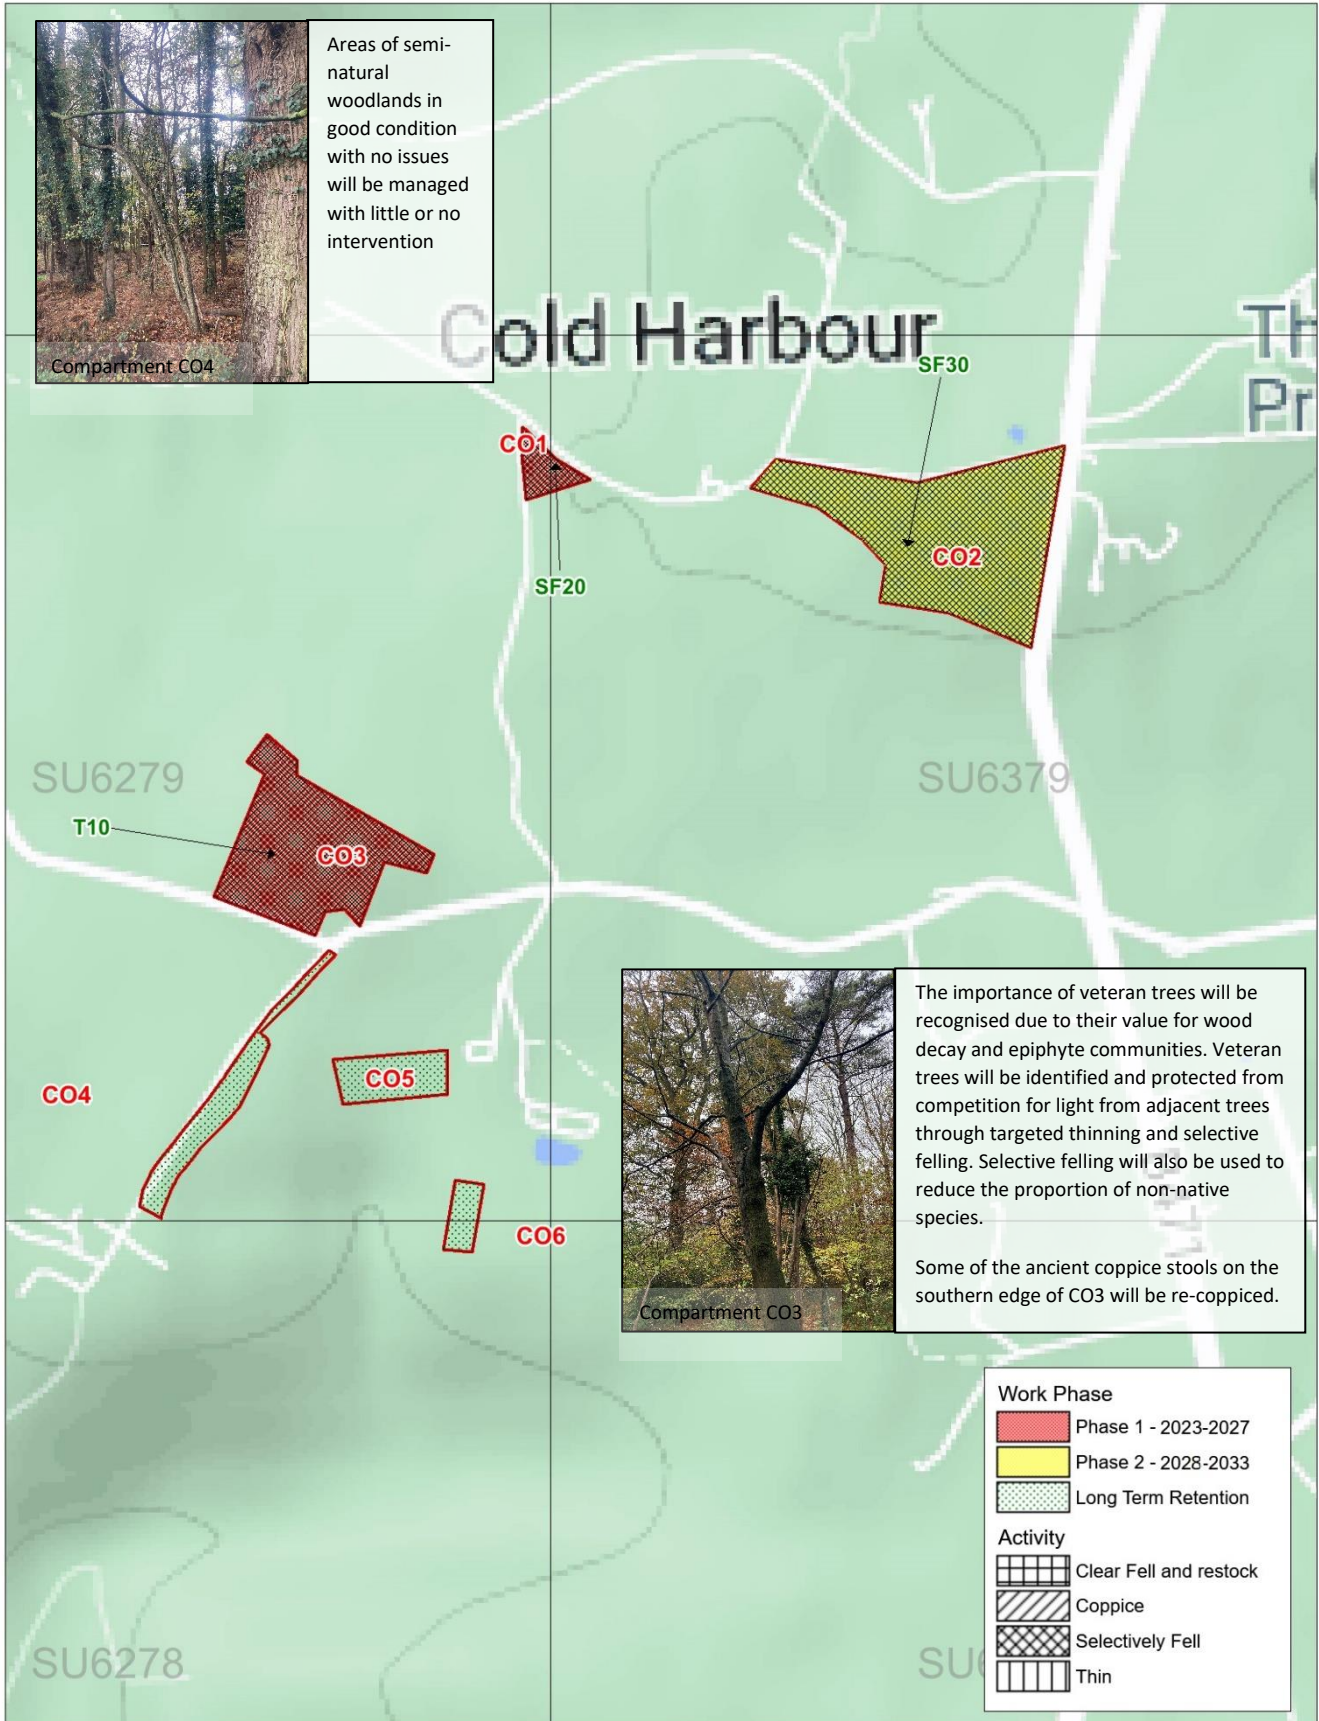 Areas of semi-
natural
woodlands in
good condition
with no issues
will be managed
with little or no
intervention
Compartment CO4
Cold Harbour
Th
Pr
SF30
CO1
SF20
CO2
SU6279
SU6379
T10
CO3
CO4
CO5
CO6
The importance of veteran trees will be
recognised due to their value for wood
decay and epiphyte communities. Veteran
trees will be identified and protected from
competition for light from adjacent trees
through targeted thinning and selective
felling. Selective felling will also be used to
reduce the proportion of non-native
species.
Some of the ancient coppice stools on the
southern edge of CO3 will be re-coppiced.
Compartment CO3
Work Phase
Phase 1 - 2023-2027
Phase 2 - 2028-2033
Long Term Retention
Activity
Clear Fell and restock
Coppice
Selectively Fell
Thin
SU6278